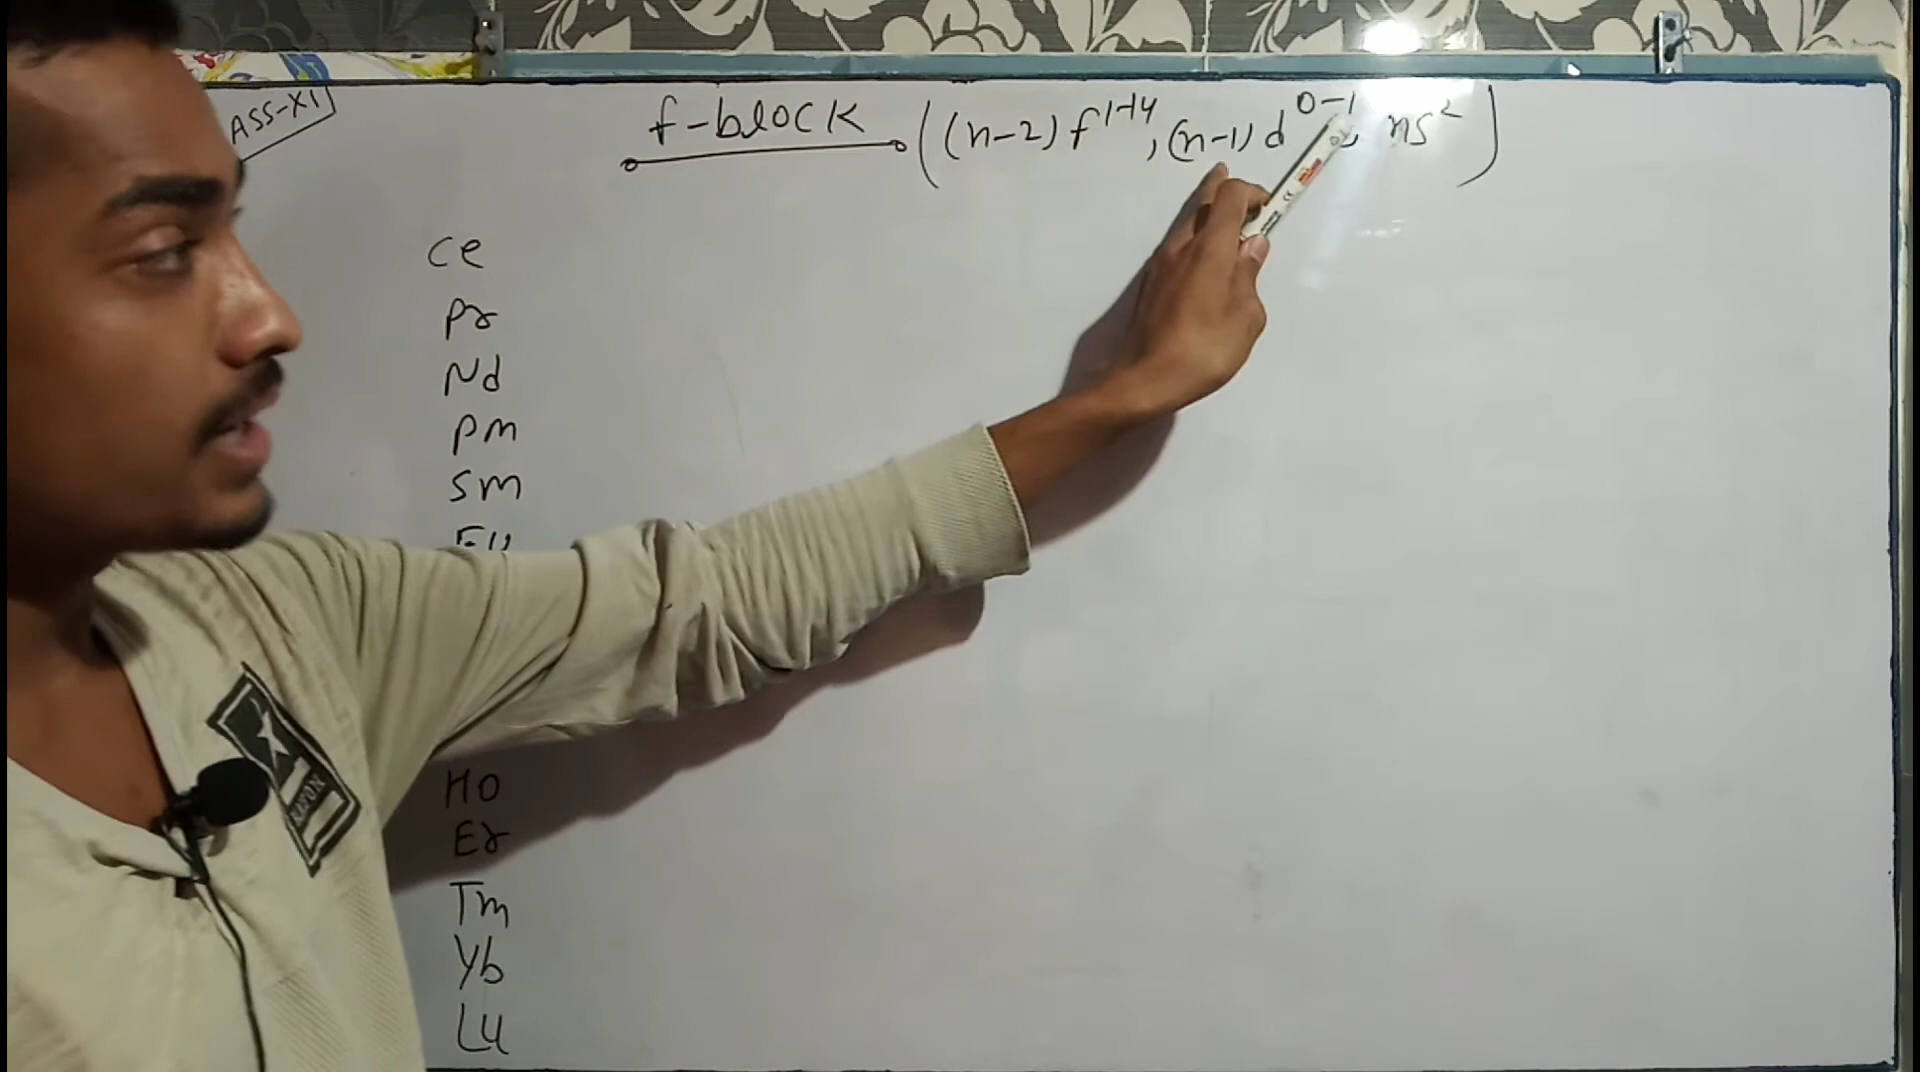 ASS-XI
f-block ((n-2)f¹⁻¹⁴, (n-1)d⁰⁻¹, ns²)
Ce
Pr
Nd
Pm
Sm
Eu
Ho
Er
Tm
Yb
Lu